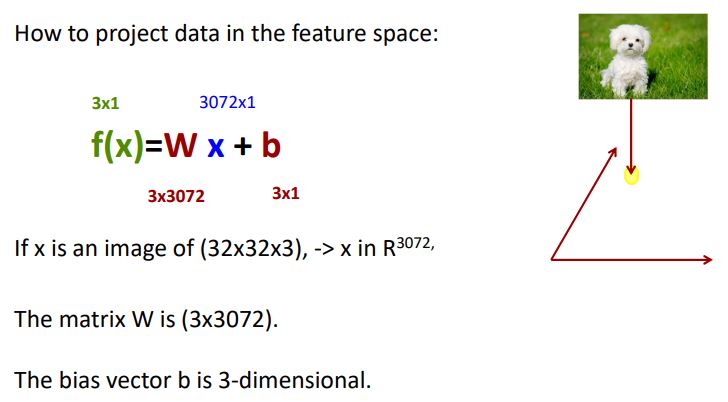 How to project data in the feature space:
3x1 3072x1
f(x)=W x + b
3x3072 3x1
If x is an image of (32x32x3), -> x in R³⁰⁷²,
The matrix W is (3x3072).
The bias vector b is 3-dimensional.